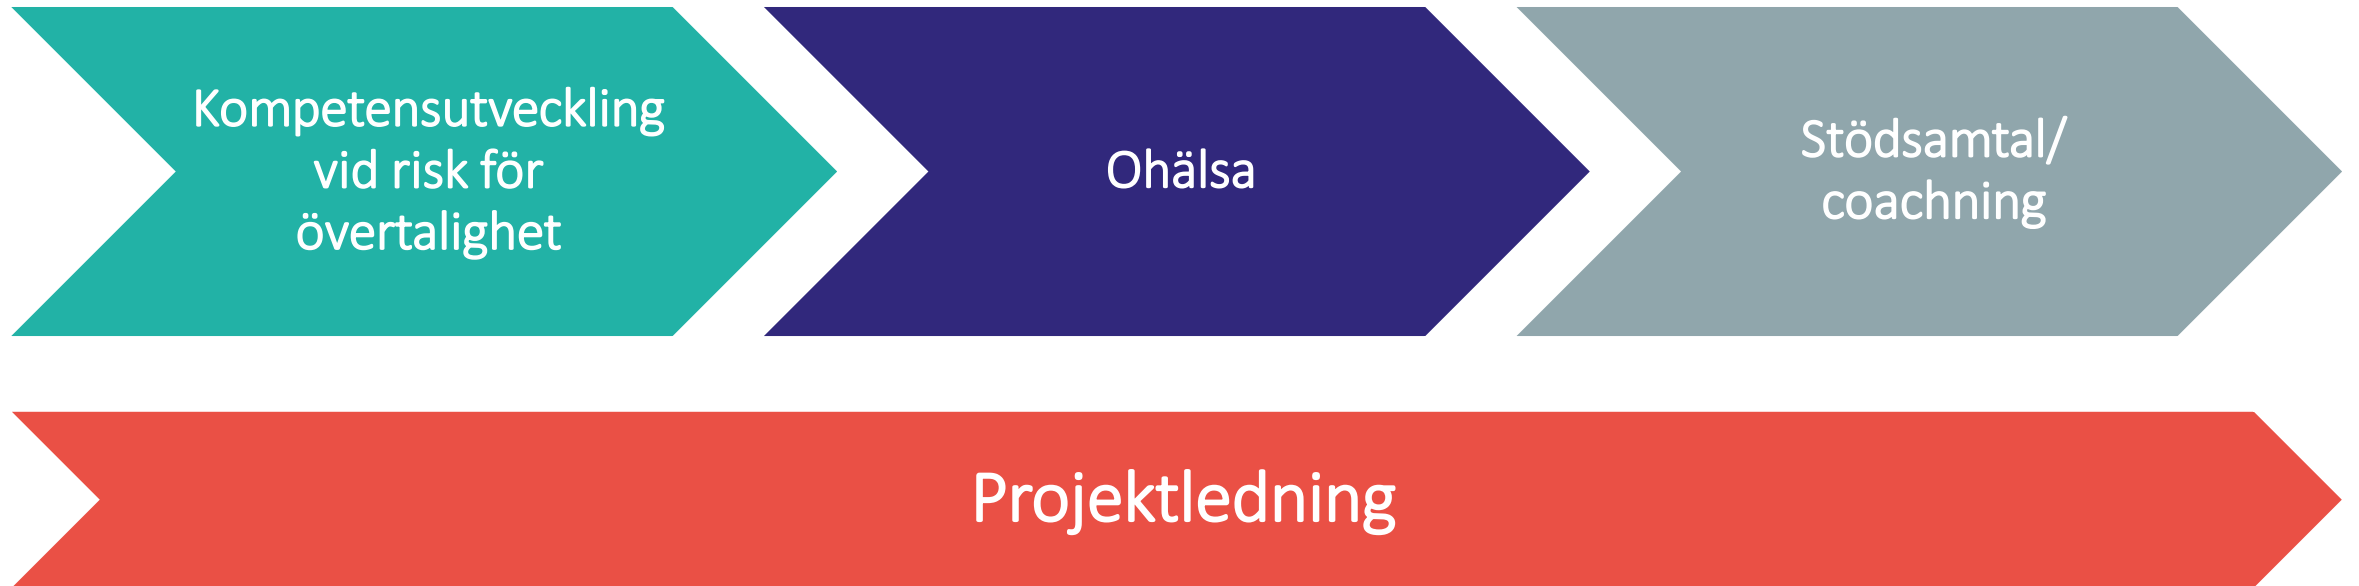 Kompetensutveckling
vid risk för
övertalighet
Ohälsa
Stödsamtal/
coachning
Projektledning